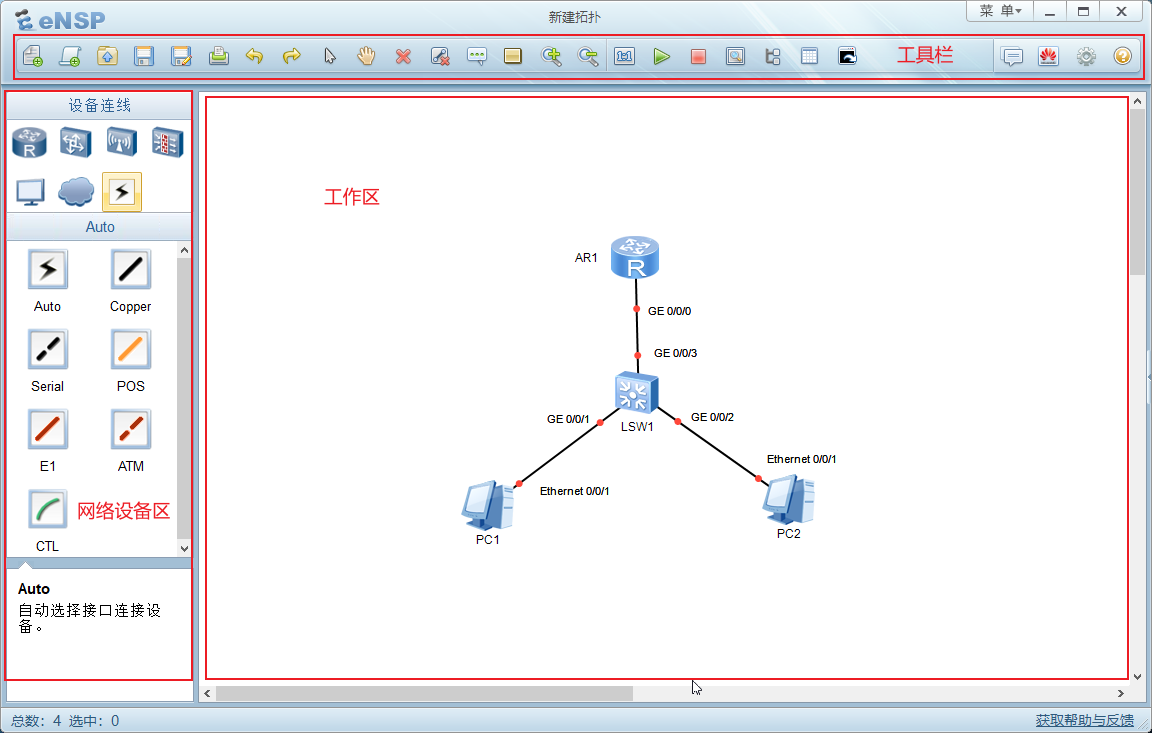 eNSP
新建拓扑
菜 单
1:1
工具栏
设备连线
R
Auto
Auto
Copper
Serial
POS
E1
ATM
CTL
网络设备区
Auto
自动选择接口连接设
备。
工作区
AR1
R
GE 0/0/0
GE 0/0/3
LSW1
GE 0/0/1
GE 0/0/2
Ethernet 0/0/1
Ethernet 0/0/1
PC1
PC2
总数: 4 选中: 0
获取帮助与反馈